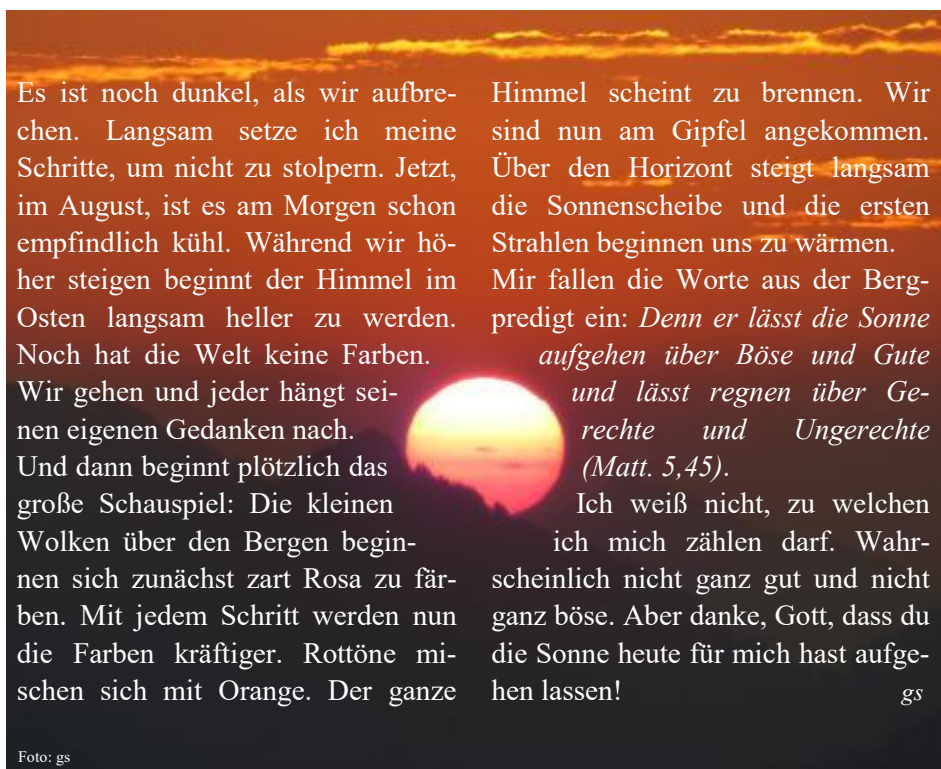 Es ist noch dunkel, als wir aufbre-
chen. Langsam setze ich meine
Schritte, um nicht zu stolpern. Jetzt,
im August, ist es am Morgen schon
empfindlich kühl. Während wir hö-
her steigen beginnt der Himmel im
Osten langsam heller zu werden.
Noch hat die Welt keine Farben.
Wir gehen und jeder hängt sei-
nen eigenen Gedanken nach.
Und dann beginnt plötzlich das
große Schauspiel: Die kleinen
Wolken über den Bergen begin-
nen sich zunächst zart Rosa zu fär-
ben. Mit jedem Schritt werden nun
die Farben kräftiger. Rottöne mi-
schen sich mit Orange. Der ganze
Himmel scheint zu brennen. Wir
sind nun am Gipfel angekommen.
Über den Horizont steigt langsam
die Sonnenscheibe und die ersten
Strahlen beginnen uns zu wärmen.
Mir fallen die Worte aus der Berg-
predigt ein: Denn er lässt die Sonne
aufgehen über Böse und Gute
und lässt regnen über Ge-
rechte und Ungerechte
(Matt. 5,45).
Ich weiß nicht, zu welchen
ich mich zählen darf. Wahr-
scheinlich nicht ganz gut und nicht
ganz böse. Aber danke, Gott, dass du
die Sonne heute für mich hast aufge-
hen lassen! gs
Foto: gs